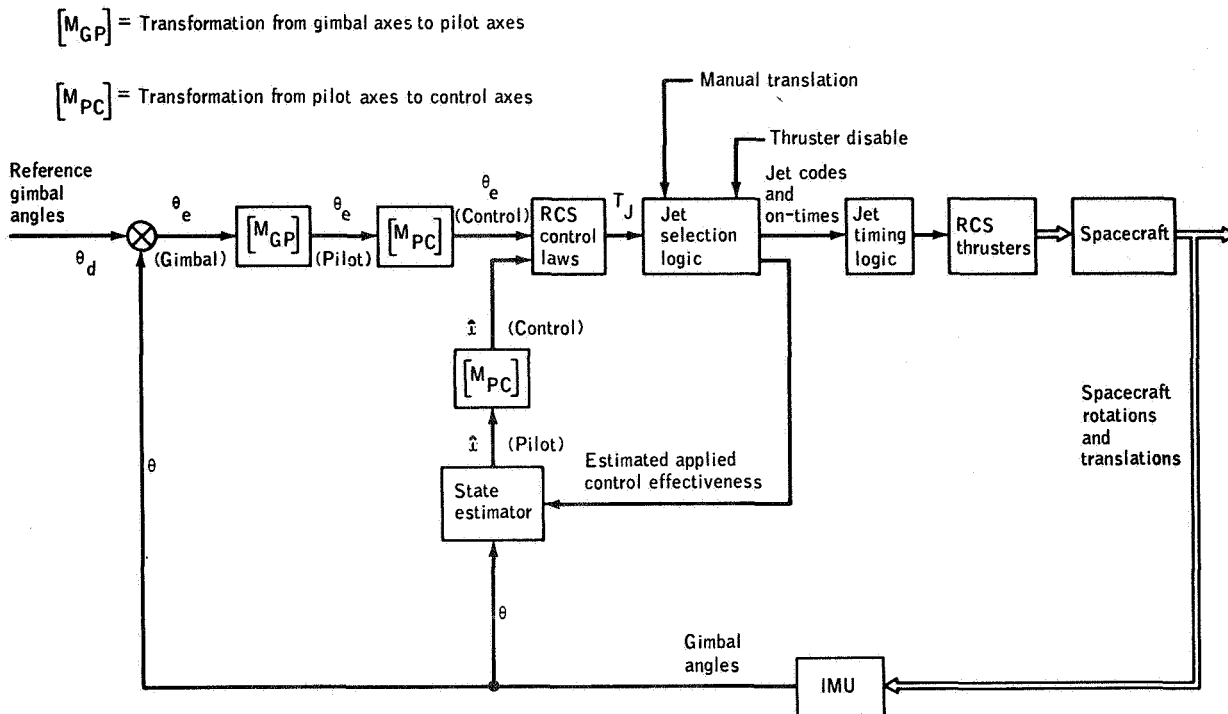 [M_GP] = Transformation from gimbal axes to pilot axes
[M_PC] = Transformation from pilot axes to control axes
Manual translation
Thruster disable
Reference
gimbal
angles
θ_d
θ_e
(Gimbal)
[M_GP]
θ_e
(Pilot)
[M_PC]
θ_e
(Control)
RCS
control
laws
T_J
Jet
selection
logic
Jet codes
and
on-times
Jet
timing
logic
RCS
thrusters
Spacecraft
x̂ (Control)
[M_PC]
x̂ (Pilot)
State
estimator
Estimated applied
control effectiveness
Spacecraft
rotations
and
translations
θ
θ
Gimbal
angles
IMU